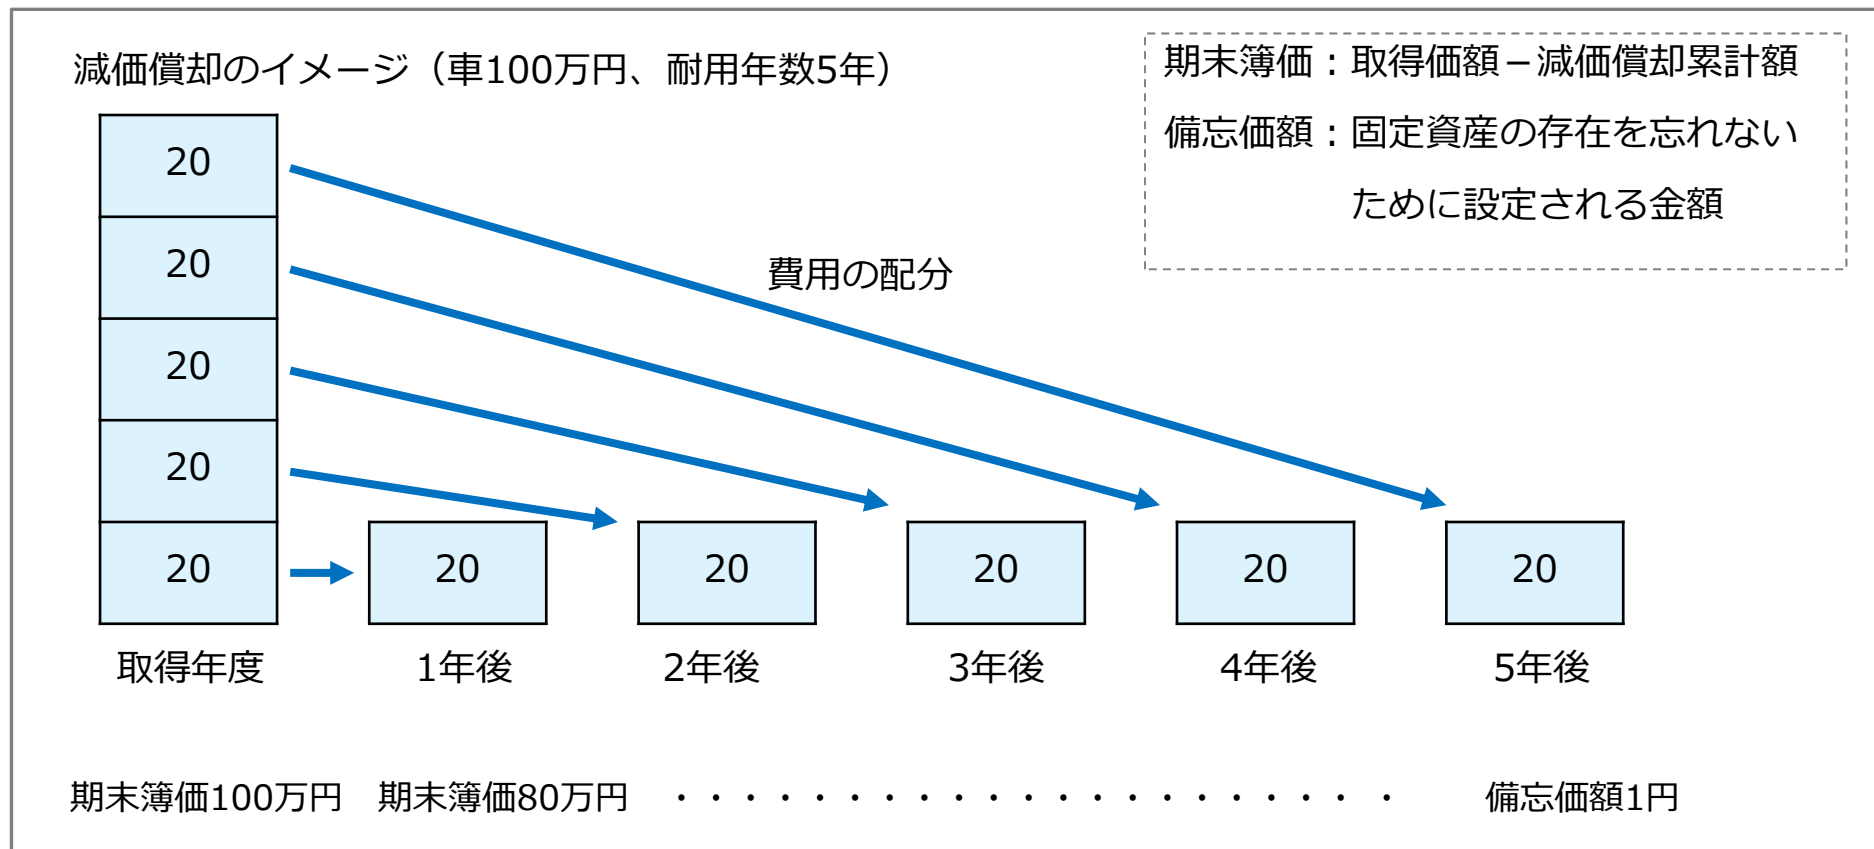 減価償却のイメージ（車100万円、耐用年数5年）
期末簿価：取得価額－減価償却累計額
備忘価額：固定資産の存在を忘れない
ために設定される金額
費用の配分
20
20
20
20
20 20 20 20 20 20
取得年度 1年後 2年後 3年後 4年後 5年後
期末簿価100万円 期末簿価80万円 ・・・・・・・・・・・・・・・・・・・・・ 備忘価額1円